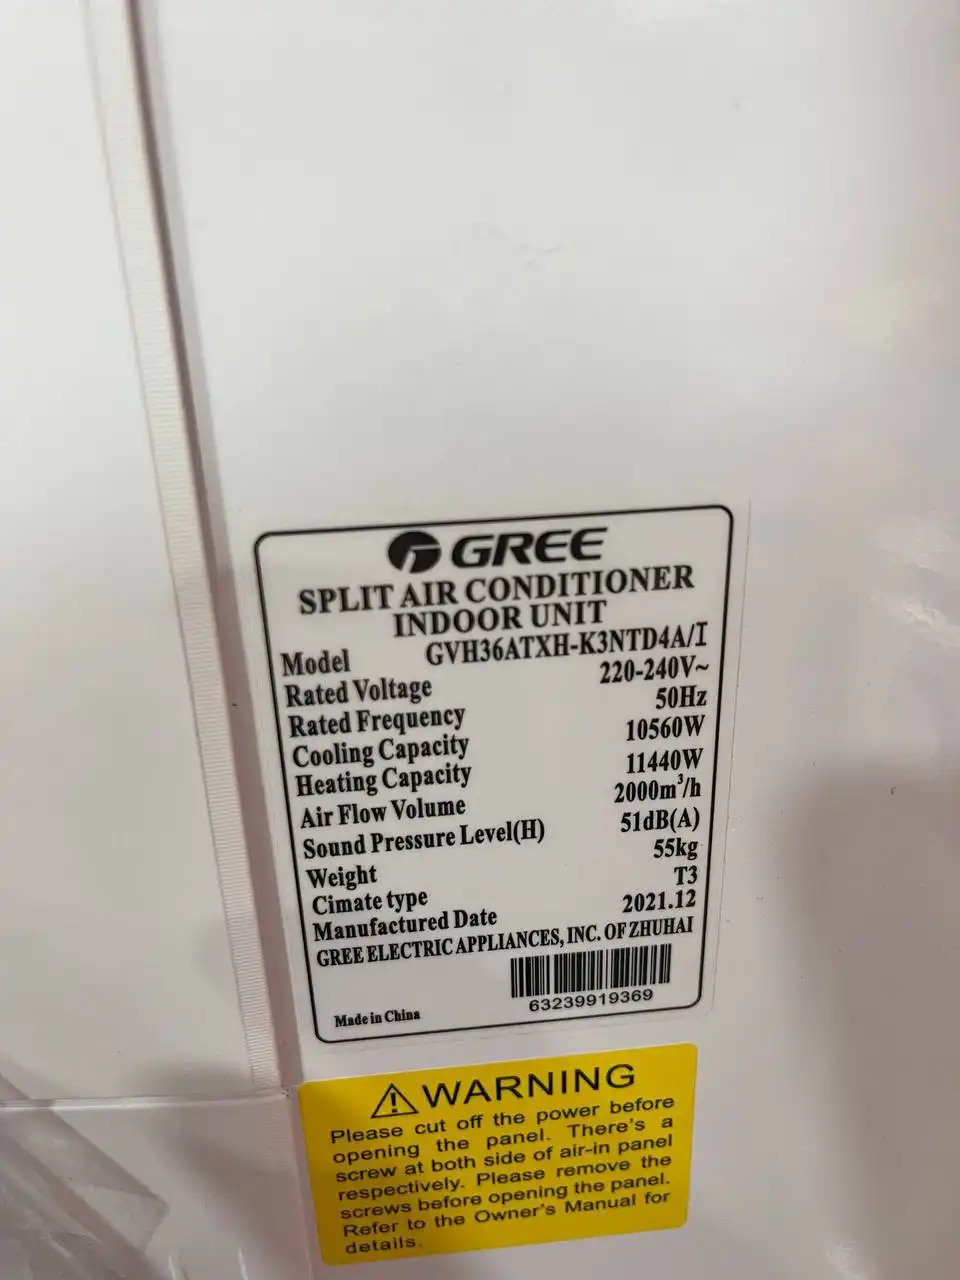 GREE
SPLIT AIR CONDITIONER
INDOOR UNIT
Model GVH36ATXH-K3NTD4A/I
Rated Voltage 220-240V~
Rated Frequency 50Hz
Cooling Capacity 10560W
Heating Capacity 11440W
Air Flow Volume 2000m³/h
Sound Pressure Level(H) 51dB(A)
Weight 55kg
Cimate type T3
Manufactured Date 2021.12
GREE ELECTRIC APPLIANCES, INC. OF ZHUHAI
63239919369
Made in China
⚠WARNING
Please cut off the power before
opening the panel. There's a
screw at both side of air-in panel
respectively. Please remove the
screws before opening the panel.
Refer to the Owner's Manual for
details.